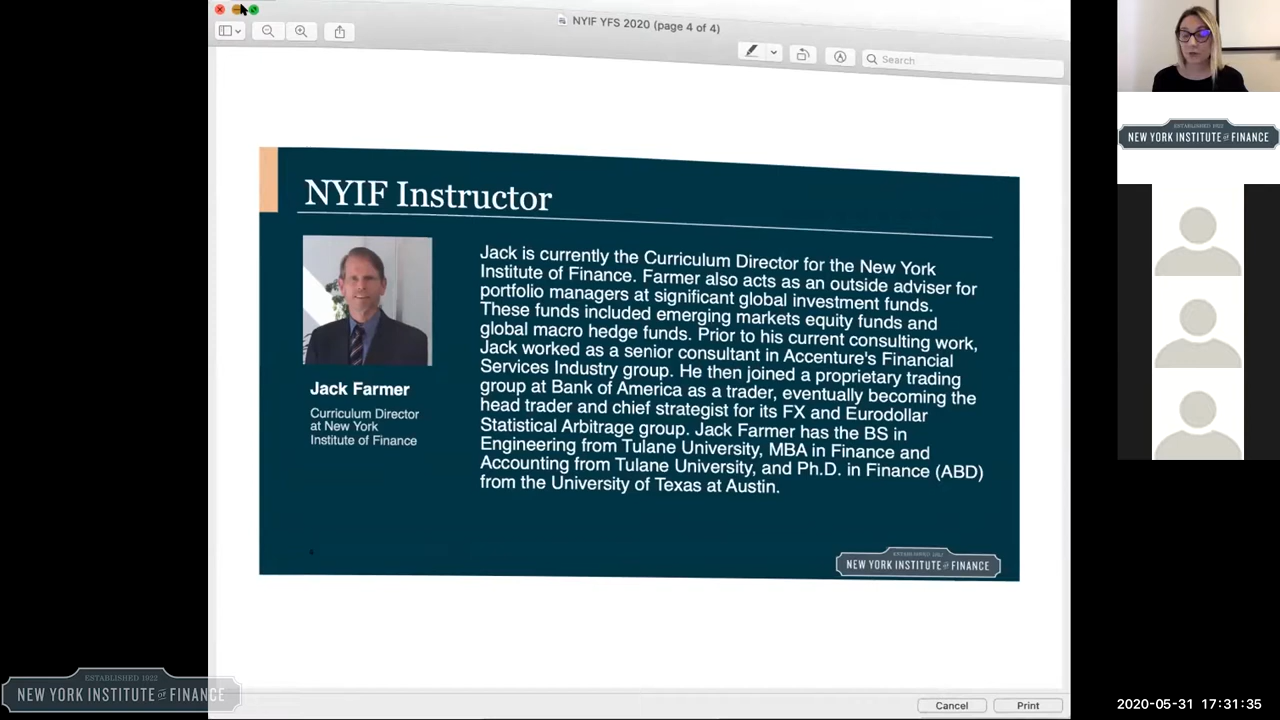 NYIF YFS 2020 (page 4 of 4)
Search
NYIF Instructor
Jack is currently the Curriculum Director for the New York
Institute of Finance. Farmer also acts as an outside adviser for
portfolio managers at significant global investment funds.
These funds included emerging markets equity funds and
global macro hedge funds. Prior to his current consulting work,
Jack worked as a senior consultant in Accenture's Financial
Services Industry group. He then joined a proprietary trading
group at Bank of America as a trader, eventually becoming the
head trader and chief strategist for its FX and Eurodollar
Statistical Arbitrage group. Jack Farmer has the BS in
Engineering from Tulane University, MBA in Finance and
Accounting from Tulane University, and Ph.D. in Finance (ABD)
from the University of Texas at Austin.
Jack Farmer
Curriculum Director
at New York
Institute of Finance
ESTABLISHED 1922
NEW YORK INSTITUTE of FINANCE
Cancel
Print
ESTABLISHED 1922
NEW YORK INSTITUTE of FINANCE
ESTABLISHED 1922
NEW YORK INSTITUTE of FINANCE
2020-05-31 17:31:35